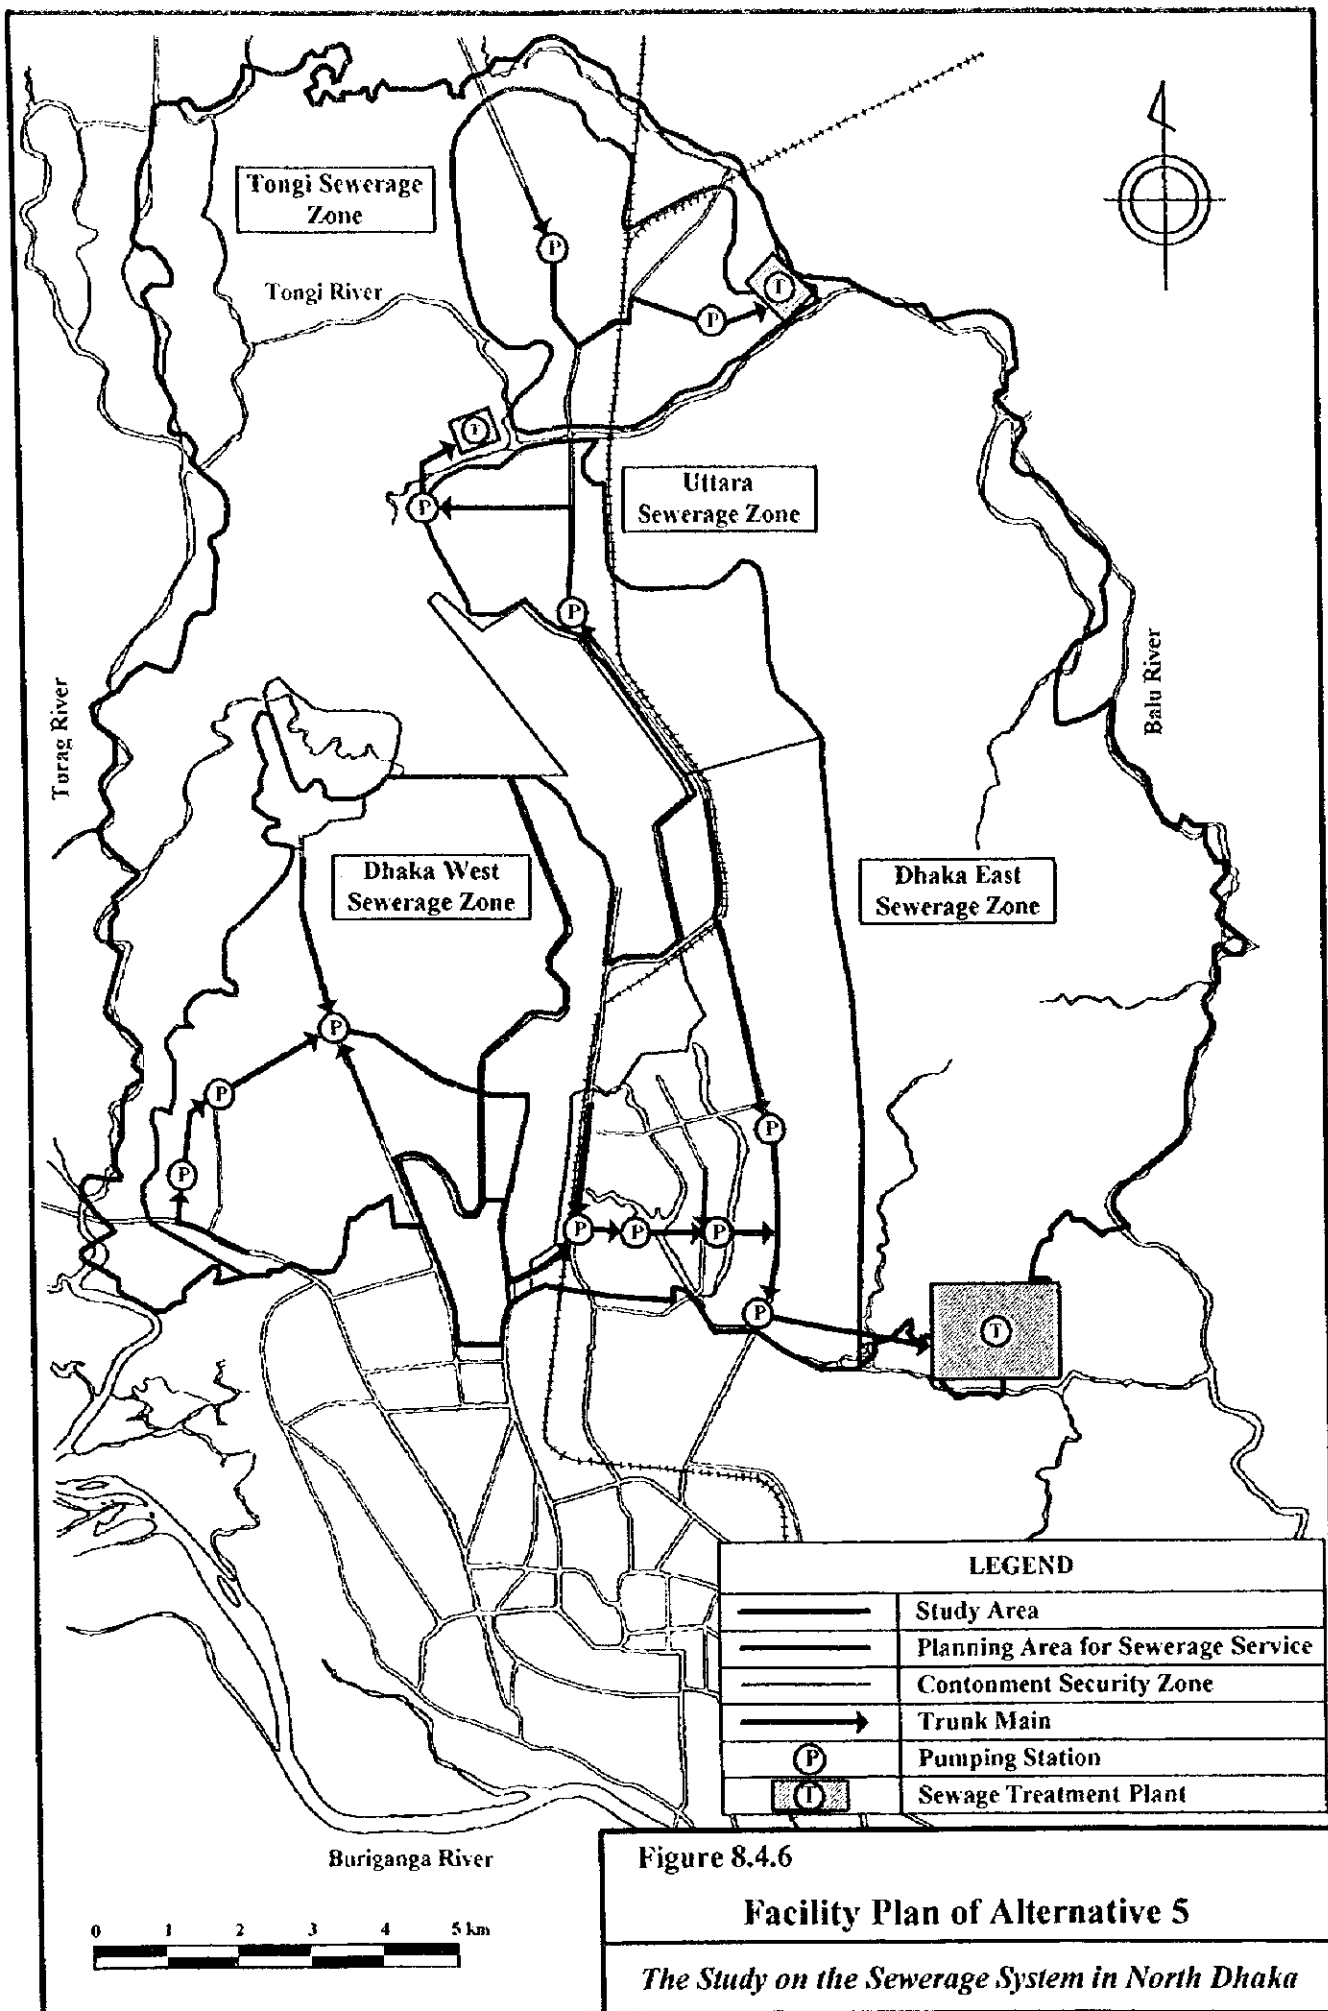 Tongi Sewerage
Zone
P
Tongi River
T
P
T
Uttara
Sewerage Zone
P
P
Turag River
Balu River
Dhaka West
Sewerage Zone
Dhaka East
Sewerage Zone
P
P
P
P
P
P
P
P
T
LEGEND
Study Area
Planning Area for Sewerage Service
Contonment Security Zone
Trunk Main
P Pumping Station
T Sewage Treatment Plant
Buriganga River
0 1 2 3 4 5 km
Figure 8.4.6
Facility Plan of Alternative 5
The Study on the Sewerage System in North Dhaka